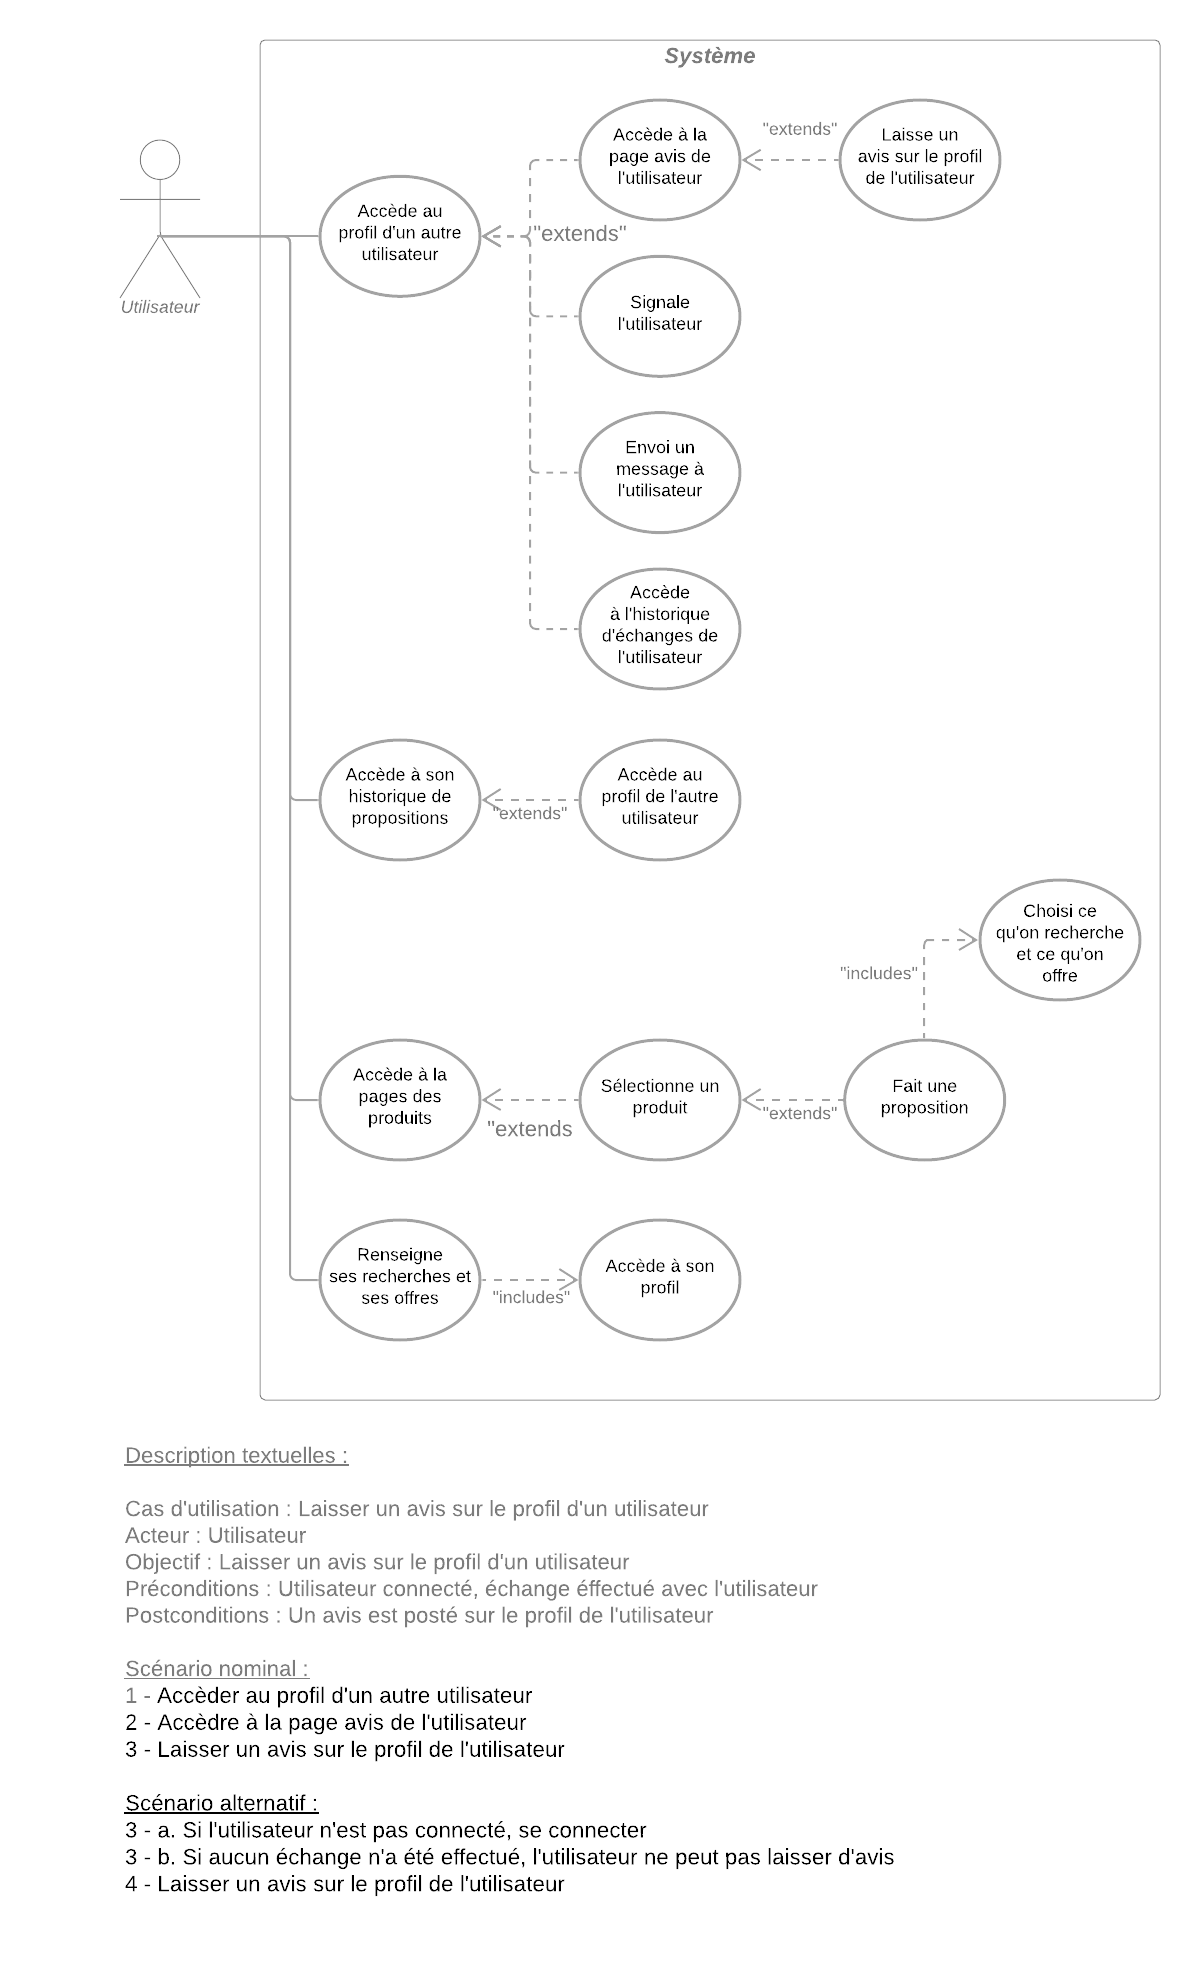 Système
Accède à la
page avis de
l'utilisateur
"extends"
Laisse un
avis sur le profil
de l'utilisateur
Accède au
profil d'un autre
utilisateur
"extends"
Utilisateur
Signale
l'utilisateur
Envoi un
message à
l'utilisateur
Accède
à l'historique
d'échanges de
l'utilisateur
Accède à son
historique de
propositions
"extends"
Accède au
profil de l'autre
utilisateur
Choisi ce
qu'on recherche
et ce qu'on
offre
"includes"
Accède à la
pages des
produits
"extends
Sélectionne un
produit
"extends"
Fait une
proposition
Renseigne
ses recherches et
ses offres
"includes"
Accède à son
profil
Description textuelles :
Cas d'utilisation : Laisser un avis sur le profil d'un utilisateur
Acteur : Utilisateur
Objectif : Laisser un avis sur le profil d'un utilisateur
Préconditions : Utilisateur connecté, échange éffectué avec l'utilisateur
Postconditions : Un avis est posté sur le profil de l'utilisateur
Scénario nominal :
1 - Accèder au profil d'un autre utilisateur
2 - Accèdre à la page avis de l'utilisateur
3 - Laisser un avis sur le profil de l'utilisateur
Scénario alternatif :
3 - a. Si l'utilisateur n'est pas connecté, se connecter
3 - b. Si aucun échange n'a été effectué, l'utilisateur ne peut pas laisser d'avis
4 - Laisser un avis sur le profil de l'utilisateur